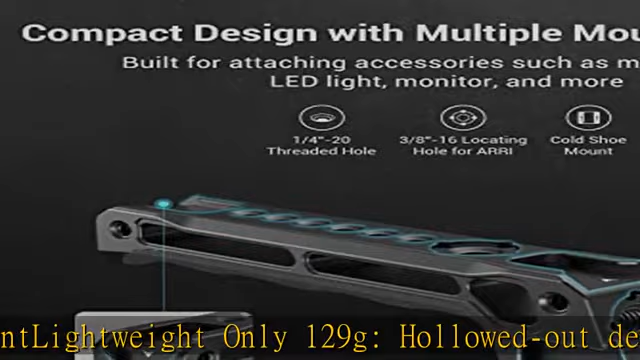 Compact Design with Multiple Mou
Built for attaching accessories such as m
LED light, monitor, and more
1/4"-20
Threaded Hole
3/8"-16 Locating
Hole for ARRI
Cold Shoe
Mount
ntLightweight Only 129g: Hollowed-out de